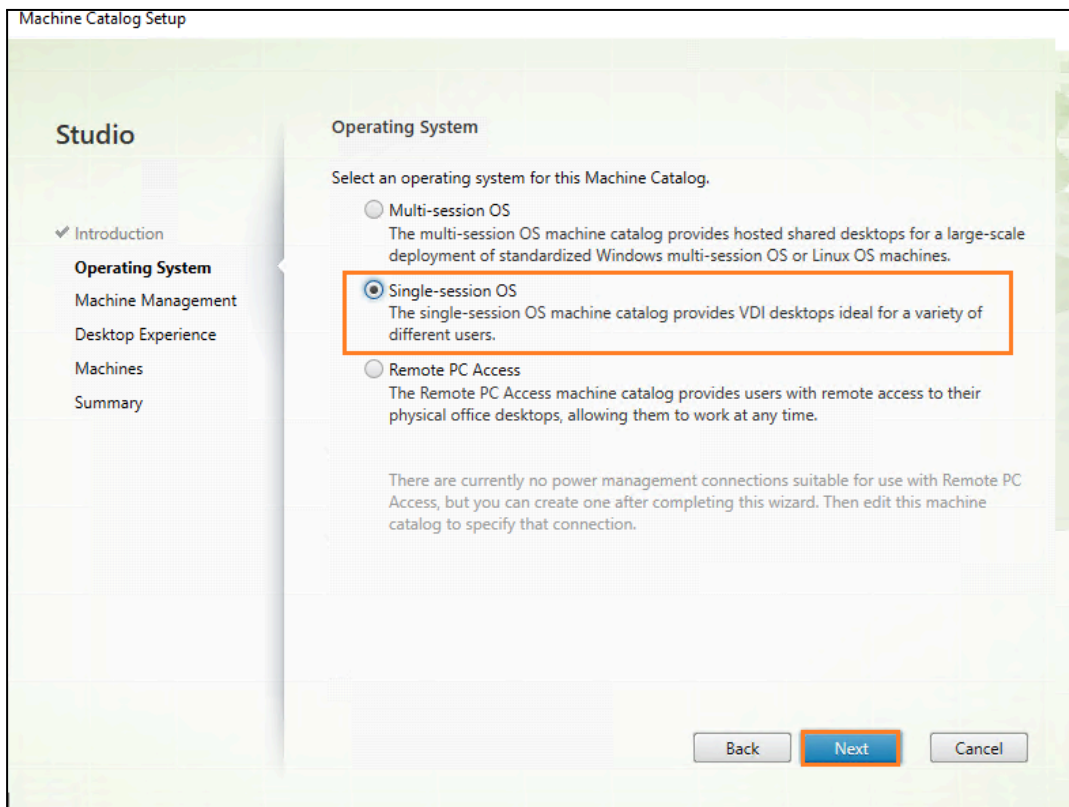 Machine Catalog Setup
Studio
Introduction
Operating System
Machine Management
Desktop Experience
Machines
Summary
Operating System
Select an operating system for this Machine Catalog.
Multi-session OS
The multi-session OS machine catalog provides hosted shared desktops for a large-scale
deployment of standardized Windows multi-session OS or Linux OS machines.
Single-session OS
The single-session OS machine catalog provides VDI desktops ideal for a variety of
different users.
Remote PC Access
The Remote PC Access machine catalog provides users with remote access to their
physical office desktops, allowing them to work at any time.
There are currently no power management connections suitable for use with Remote PC
Access, but you can create one after completing this wizard. Then edit this machine
catalog to specify that connection.
Back Next Cancel